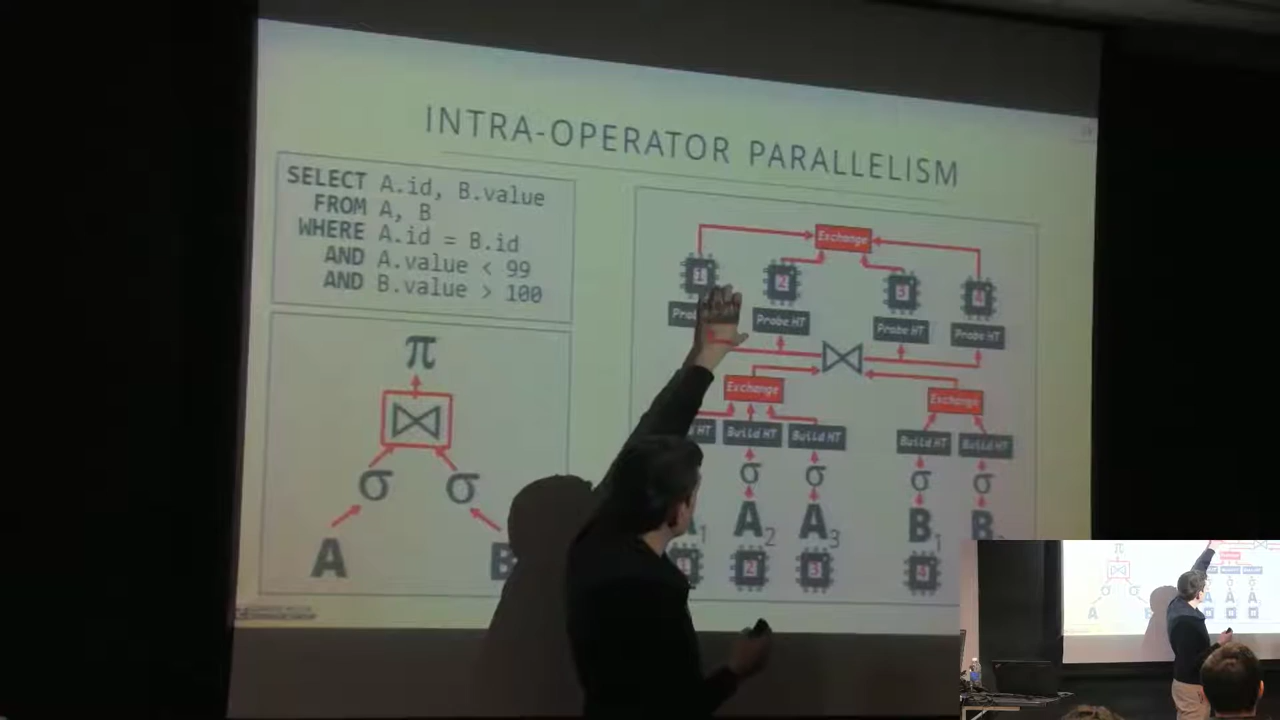 INTRA-OPERATOR PARALLELISM
SELECT A.id, B.value
FROM A, B
WHERE A.id = B.id
AND A.value < 99
AND B.value > 100
π
⋈
σ σ
A B
Exchange
1 2 3 4
Probe HT Probe HT Probe HT
⋈
Exchange Exchange
HT Build HT Build HT Build HT Build HT
σ σ σ σ
A₂ A₃ B₁ B
2 3 4